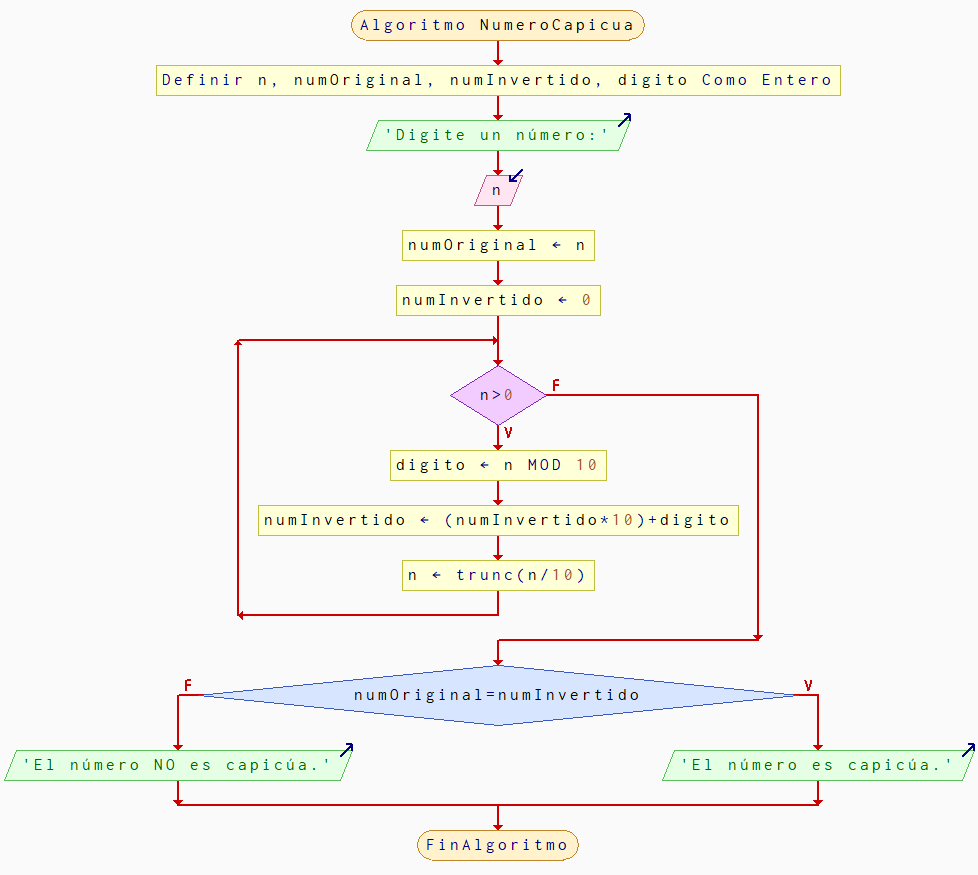 Algoritmo NumeroCapicua
Definir n, numOriginal, numInvertido, digito Como Entero
'Digite un número:'
n
numOriginal ← n
numInvertido ← 0
n>0
F
V
digito ← n MOD 10
numInvertido ← (numInvertido*10)+digito
n ← trunc(n/10)
F
numOriginal=numInvertido
V
'El número NO es capicúa.'
'El número es capicúa.'
FinAlgoritmo